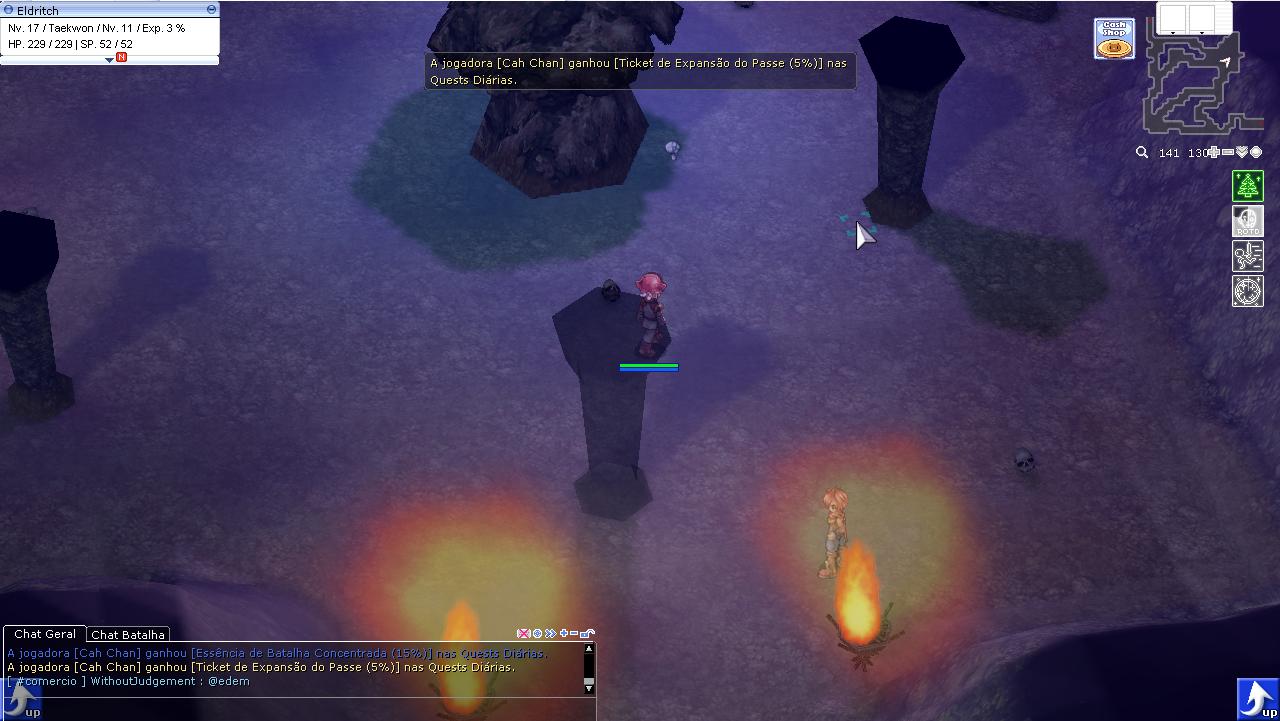 Eldritch
Nv. 17 / Taekwon / Nv. 11 / Exp. 3 %
HP. 229 / 229 | SP. 52 / 52
N
A jogadora [Cah Chan] ganhou [Ticket de Expansão do Passe (5%)] nas
Quests Diárias.
Cash
Shop
141 130
Chat Geral
Chat Batalha
A jogadora [Cah Chan] ganhou [Essência de Batalha Concentrada (15%)] nas Quests Diárias.
A jogadora [Cah Chan] ganhou [Ticket de Expansão do Passe (5%)] nas Quests Diárias.
[ #comercio ] WithoutJudgement : @edem
up
up